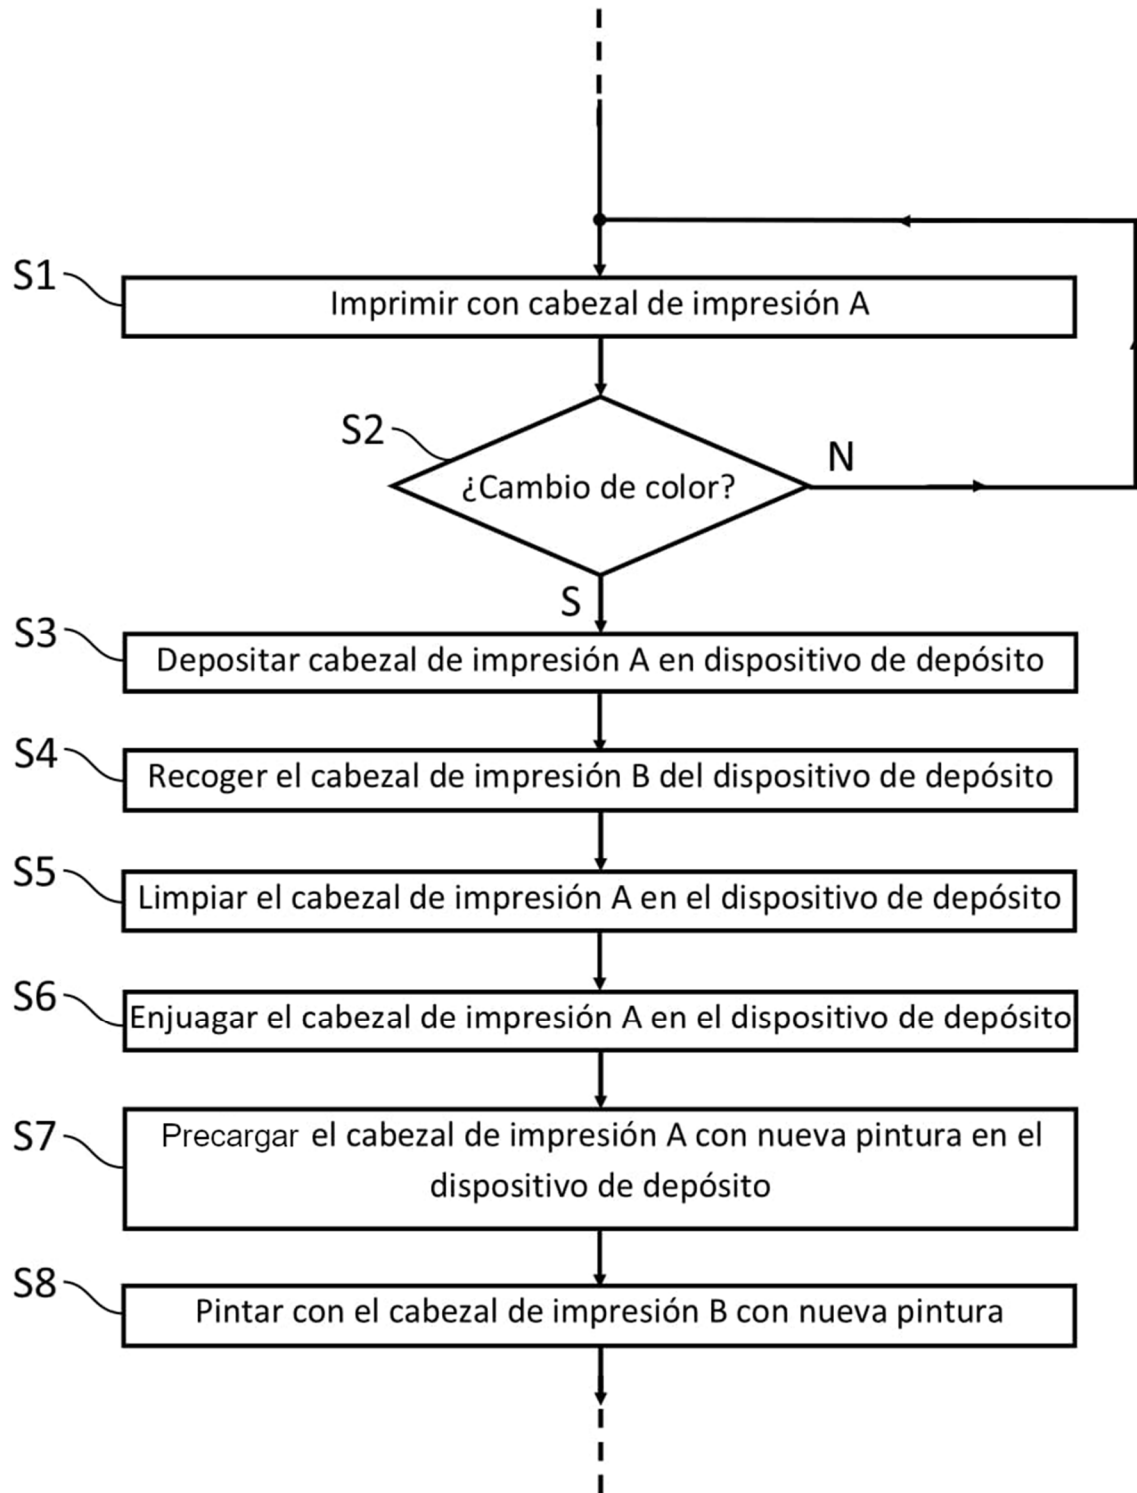 S1
Imprimir con cabezal de impresión A
S2
¿Cambio de color?
N
S
S3
Depositar cabezal de impresión A en dispositivo de depósito
S4
Recoger el cabezal de impresión B del dispositivo de depósito
S5
Limpiar el cabezal de impresión A en el dispositivo de depósito
S6
Enjuagar el cabezal de impresión A en el dispositivo de depósito
S7
Precargar el cabezal de impresión A con nueva pintura en el
dispositivo de depósito
S8
Pintar con el cabezal de impresión B con nueva pintura